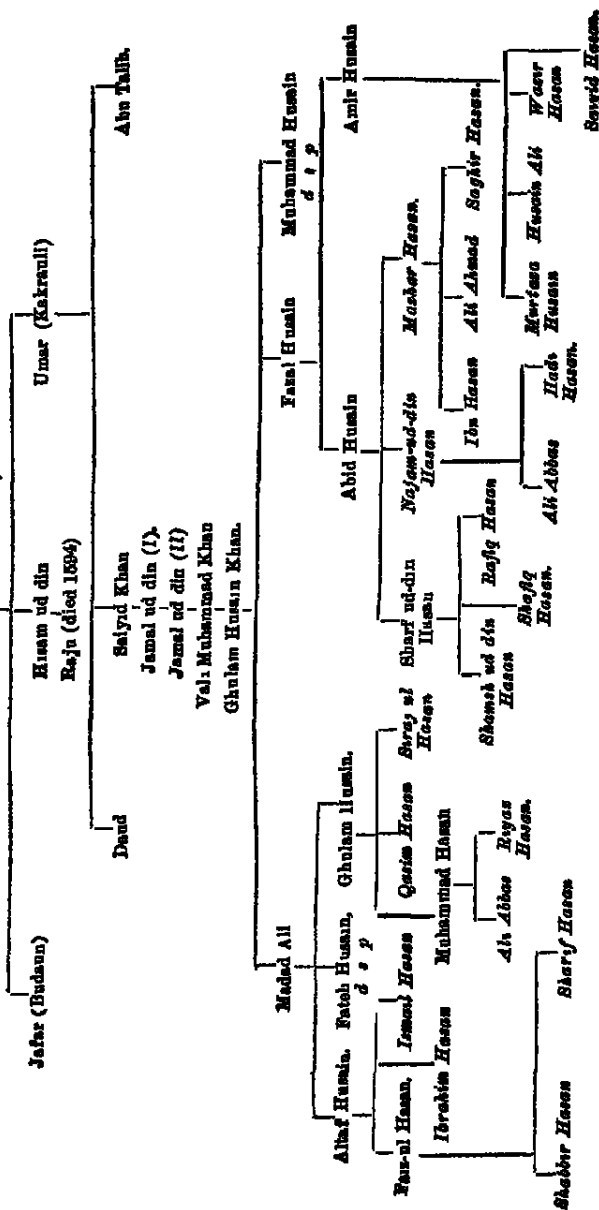 Jafar (Budaun)
Husam ud din
Umar (Kakrauli)
Raju (died 1594)
Daud
Saiyid Khan
Abu Talib.
Jamal ud din (I).
Jamal ud din (II)
Vali Muhammad Khan
Ghulam Husain Khan.
Madad Ali
Fazal Husain
Muhammad Husain
d s p
Altaf Husain.
Fateh Husain,
d s p
Ghulam Husain.
Abid Husain
Amir Husain
Faiz-ul Hasan.
Ibrahim Hasan
Ismail Hasan
Muhammad Hasan
Qasim Hasan
Siraj ul
Hasan
Sharf ud-din
Hasan
Najam-ud-din
Hasan
Mazhar Hasan.
Ali Abbas
Riyaz
Hasan.
Shamsh ud din
Hasan
Shafiq
Hasan.
Rafiq Hasan
Ibn Hasan
Ali Ahmad
Saghir Hasan.
Shabbir Hasan
Sharif Hasan
Ali Abbas
Hadi
Hasan.
Murtaza
Husain
Husain Ali
Wazir
Hasan
Sayyid Hasan.